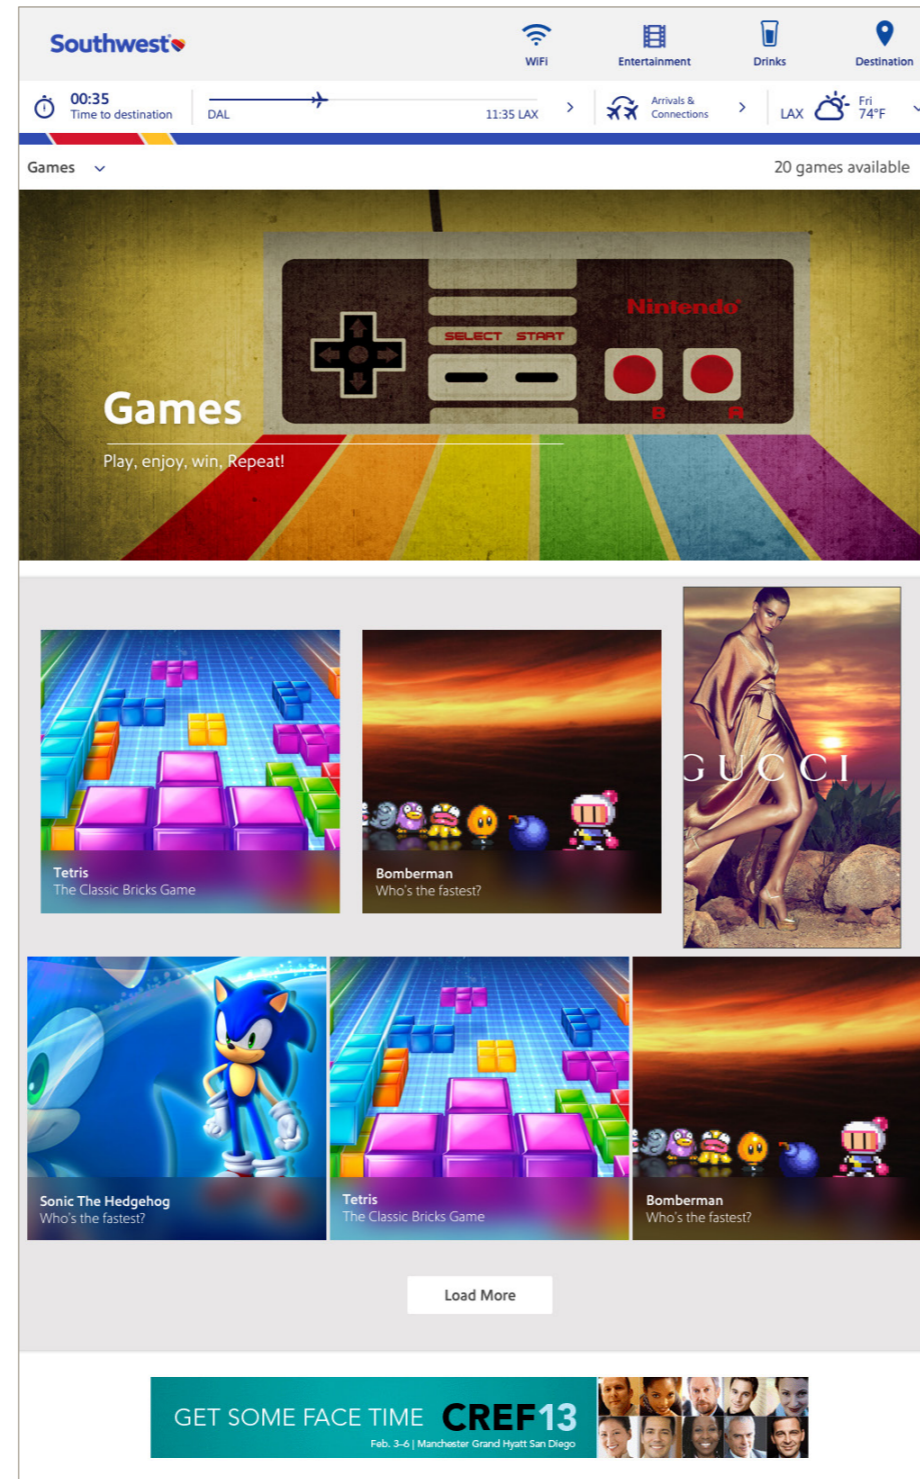 Southwest
WiFi
Entertainment
Drinks
Destination
00:35
Time to destination
DAL
11:35 LAX
Arrivals &
Connections
LAX
Fri
74°F
Games
20 games available
Nintendo
SELECT START
B A
Games
Play, enjoy, win, Repeat!
GUCCI
Tetris
The Classic Bricks Game
Bomberman
Who's the fastest?
Sonic The Hedgehog
Who's the fastest?
Tetris
The Classic Bricks Game
Bomberman
Who's the fastest?
Load More
GET SOME FACE TIME CREF13
Feb. 3-6 | Manchester Grand Hyatt San Diego